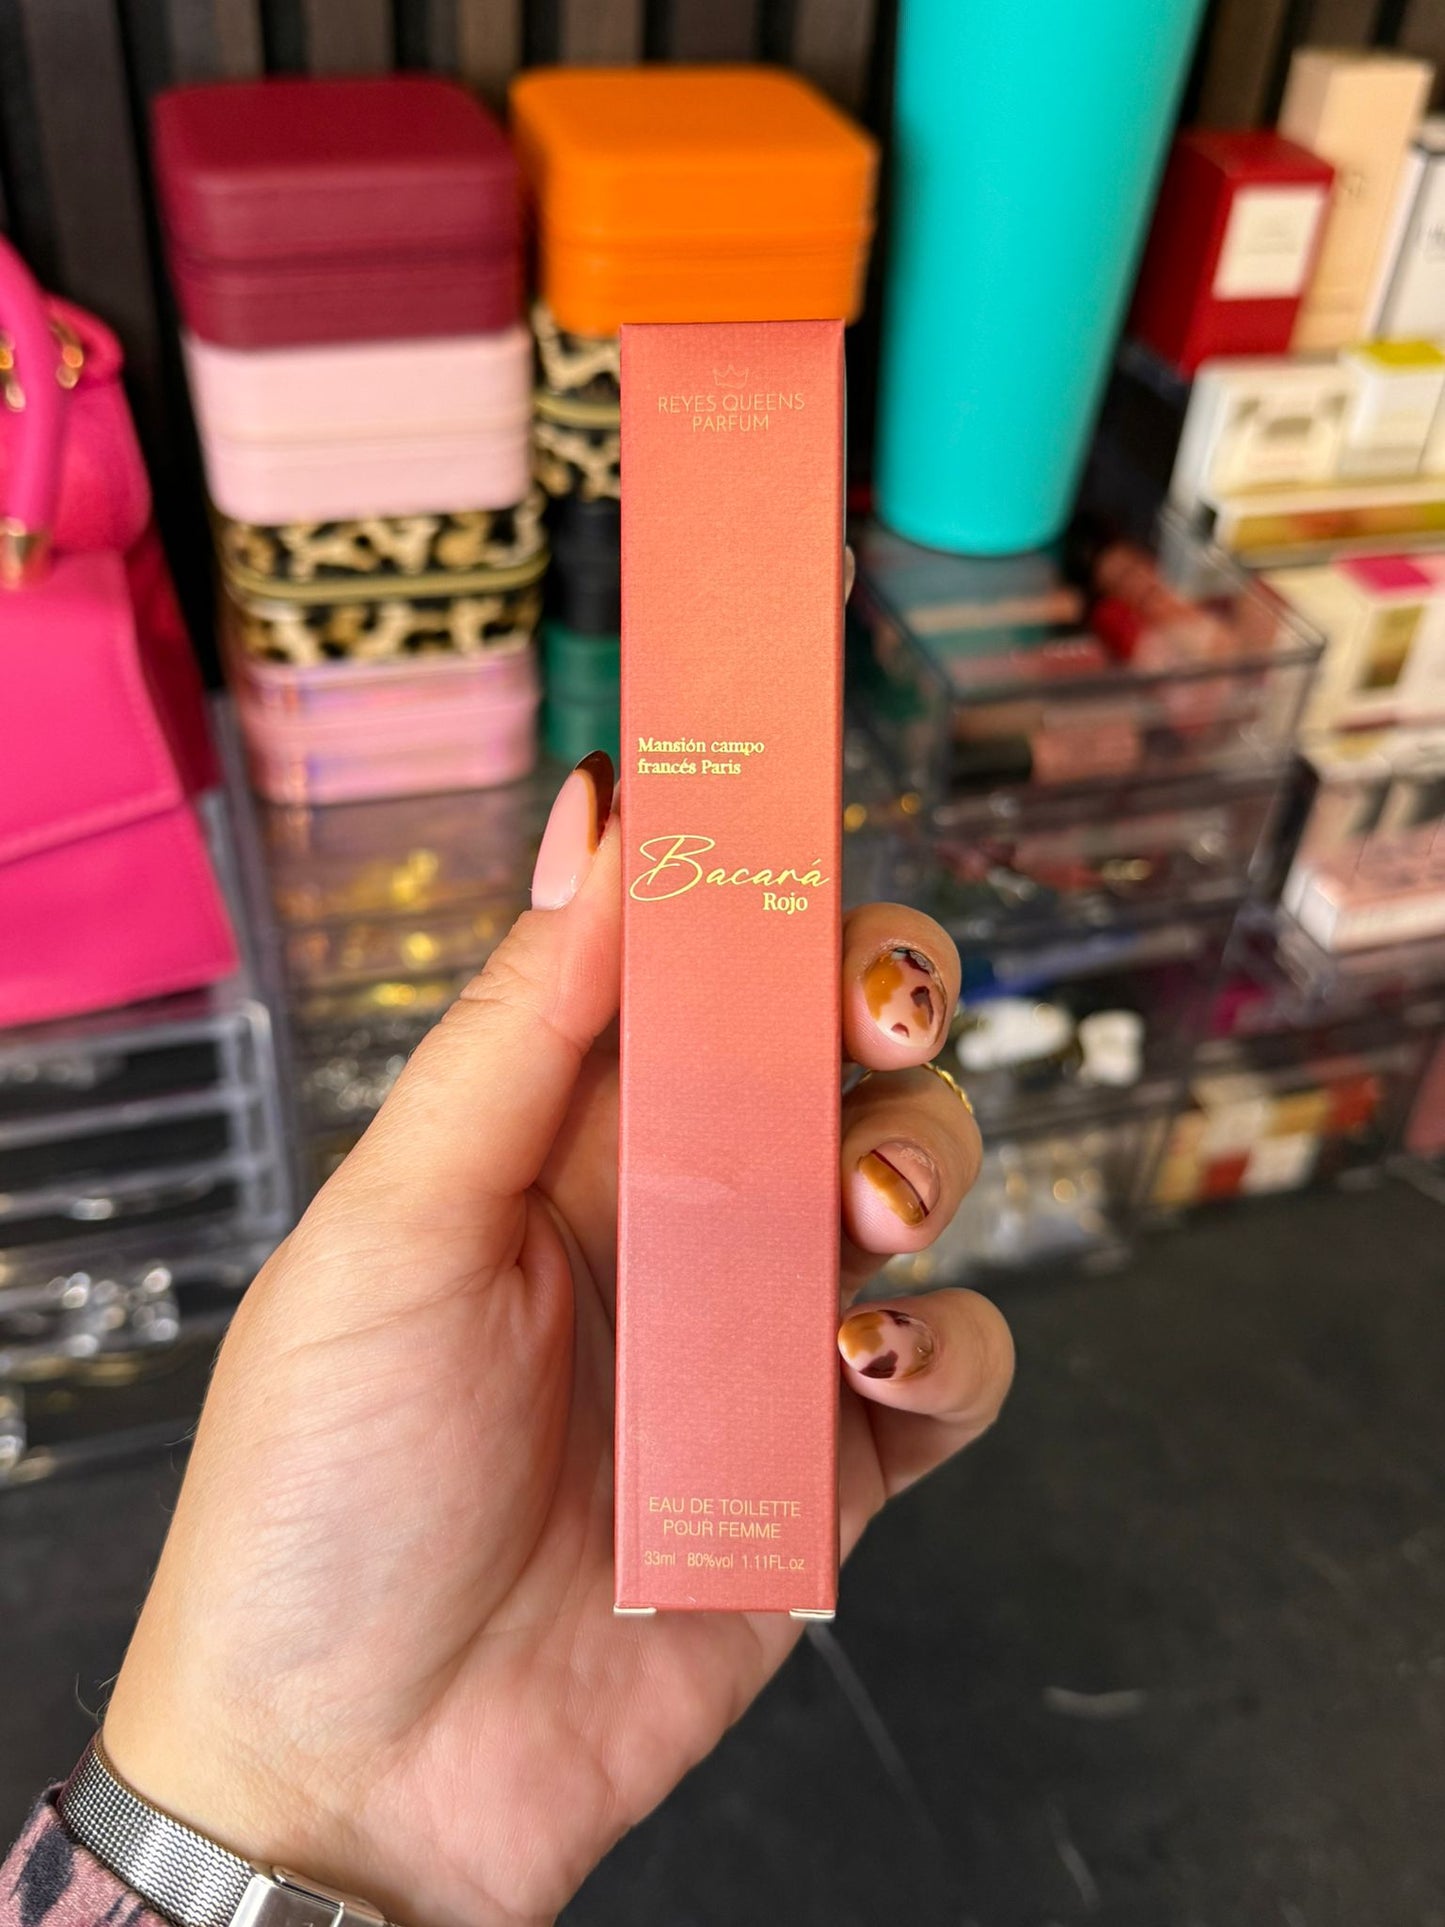 REYES QUEENS
PARFUM
Mansión campo
francés Paris
Bacará
Rojo
EAU DE TOILETTE
POUR FEMME
33ml 80%vol 1.11FL.oz